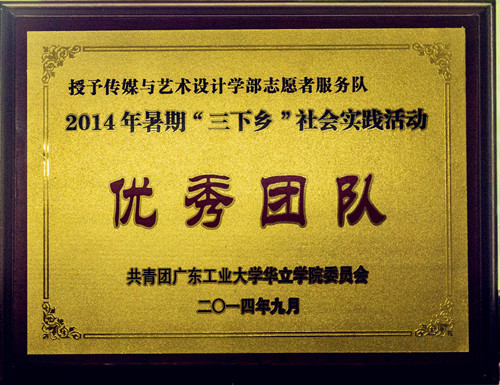 授予传媒与艺术设计学部志愿者服务队
2014年暑期“三下乡”社会实践活动
优秀团队
共青团广东工业大学华立学院委员会
二〇一四年九月